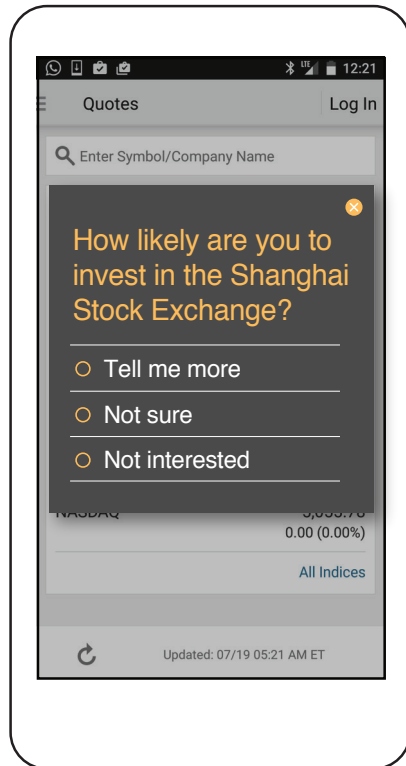 LTE 12:21
Quotes Log In
Enter Symbol/Company Name
How likely are you to
invest in the Shanghai
Stock Exchange?
Tell me more
Not sure
Not interested
NASDAQ
0.00 (0.00%)
All Indices
Updated: 07/19 05:21 AM ET